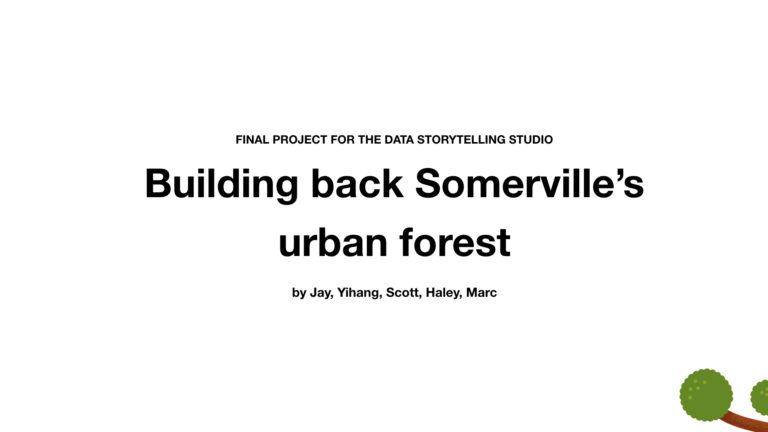 FINAL PROJECT FOR THE DATA STORYTELLING STUDIO
Building back Somerville’s
urban forest
by Jay, Yihang, Scott, Haley, Marc